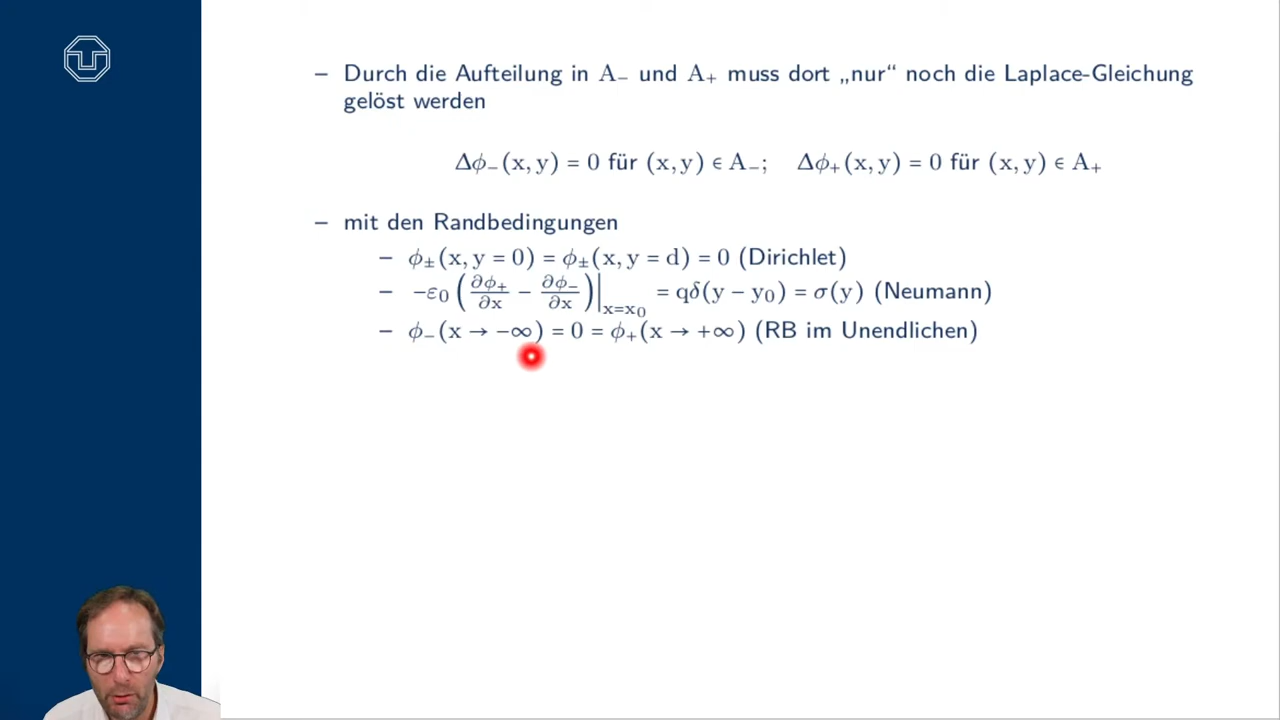 – Durch die Aufteilung in A₋ und A₊ muss dort „nur“ noch die Laplace-Gleichung
gelöst werden
Δϕ₋(x, y) = 0 für (x, y) ∈ A₋; Δϕ₊(x, y) = 0 für (x, y) ∈ A₊
– mit den Randbedingungen
– ϕ±(x, y = 0) = ϕ±(x, y = d) = 0 (Dirichlet)
– −ε₀ (∂ϕ₊/∂x − ∂ϕ₋/∂x)|ₓ₌ₓ₀ = qδ(y − y₀) = σ(y) (Neumann)
– ϕ₋(x → −∞) = 0 = ϕ₊(x → +∞) (RB im Unendlichen)